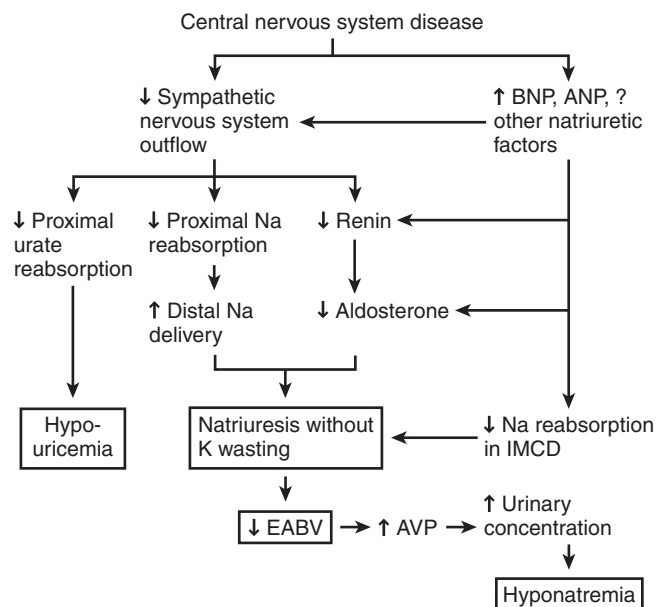 Central nervous system disease
↓ Sympathetic
nervous system
outflow
↑ BNP, ANP, ?
other natriuretic
factors
↓ Proximal
urate
reabsorption
↓ Proximal Na
reabsorption
↓ Renin
↑ Distal Na
delivery
↓ Aldosterone
Hypo-
uricemia
Natriuresis without
K wasting
↓ Na reabsorption
in IMCD
↓ EABV
↑ AVP
↑ Urinary
concentration
Hyponatremia